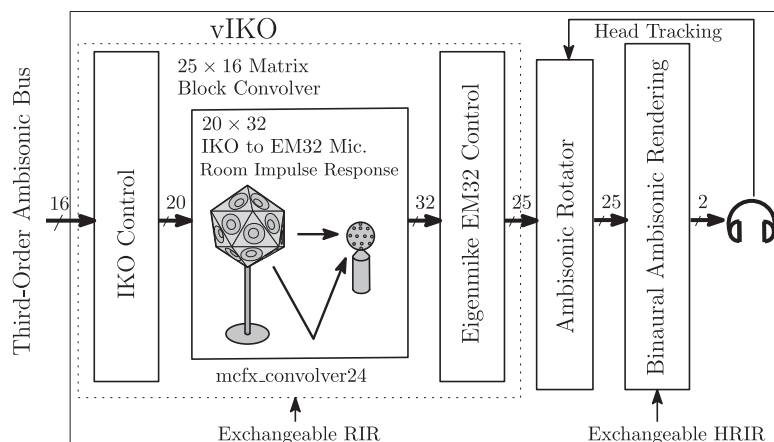 vIKO
Head Tracking
25 × 16 Matrix
Block Convolver
20 × 32
IKO to EM32 Mic.
Room Impulse Response
Third-Order Ambisonic Bus
16
IKO Control
20
32
Eigenmike EM32 Control
25
Ambisonic Rotator
25
Binaural Ambisonic Rendering
2
mcfx_convolver24
Exchangeable RIR
Exchangeable HRIR